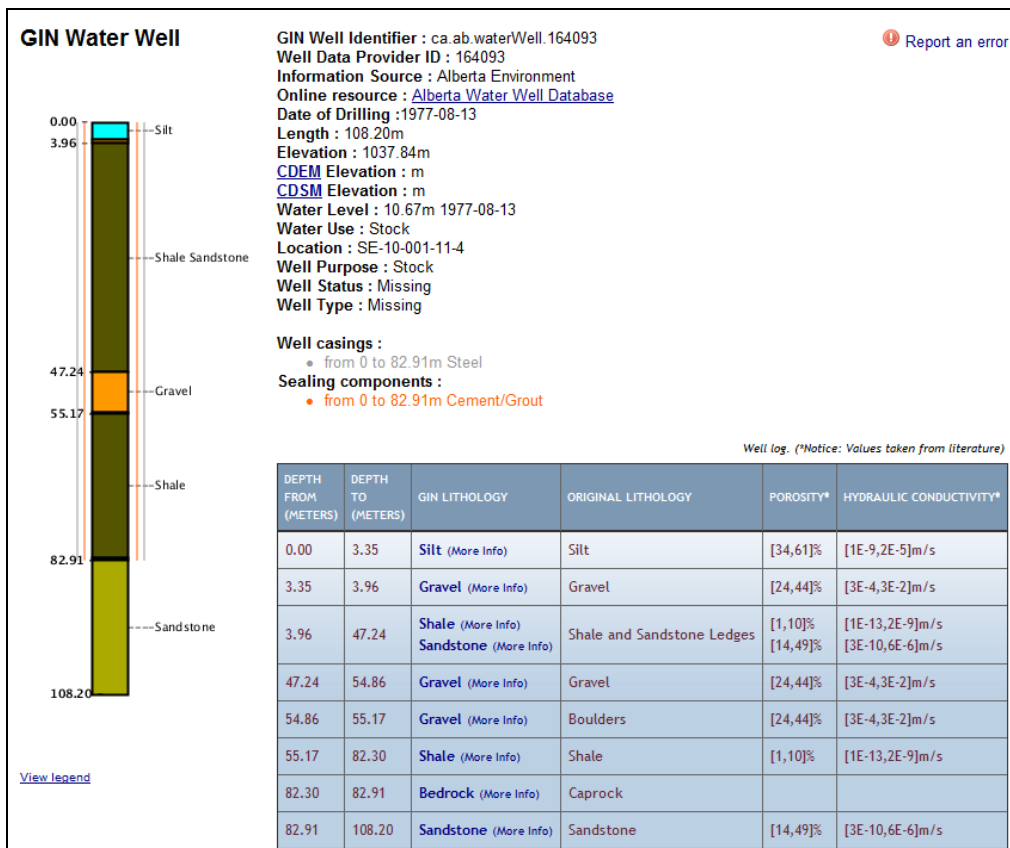 GIN Water Well
0.00
3.96
47.24
55.17
82.91
108.20
Silt
Shale Sandstone
Gravel
Shale
Sandstone
View legend
GIN Well Identifier : ca.ab.waterWell.164093
Well Data Provider ID : 164093
Information Source : Alberta Environment
Online resource : Alberta Water Well Database
Date of Drilling :1977-08-13
Length : 108.20m
Elevation : 1037.84m
CDEM Elevation : m
CDSM Elevation : m
Water Level : 10.67m 1977-08-13
Water Use : Stock
Location : SE-10-001-11-4
Well Purpose : Stock
Well Status : Missing
Well Type : Missing
Well casings :
from 0 to 82.91m Steel
Sealing components :
from 0 to 82.91m Cement/Grout
Report an error
Well log. (*Notice: Values taken from literature)
DEPTH FROM (METERS) DEPTH TO (METERS) GIN LITHOLOGY ORIGINAL LITHOLOGY POROSITY* HYDRAULIC CONDUCTIVITY*
0.00 3.35 Silt (More Info) Silt [34,61]% [1E-9,2E-5]m/s
3.35 3.96 Gravel (More Info) Gravel [24,44]% [3E-4,3E-2]m/s
3.96 47.24 Shale (More Info) Sandstone (More Info) Shale and Sandstone Ledges [1,10]% [14,49]% [1E-13,2E-9]m/s [3E-10,6E-6]m/s
47.24 54.86 Gravel (More Info) Gravel [24,44]% [3E-4,3E-2]m/s
54.86 55.17 Gravel (More Info) Boulders [24,44]% [3E-4,3E-2]m/s
55.17 82.30 Shale (More Info) Shale [1,10]% [1E-13,2E-9]m/s
82.30 82.91 Bedrock (More Info) Caprock
82.91 108.20 Sandstone (More Info) Sandstone [14,49]% [3E-10,6E-6]m/s